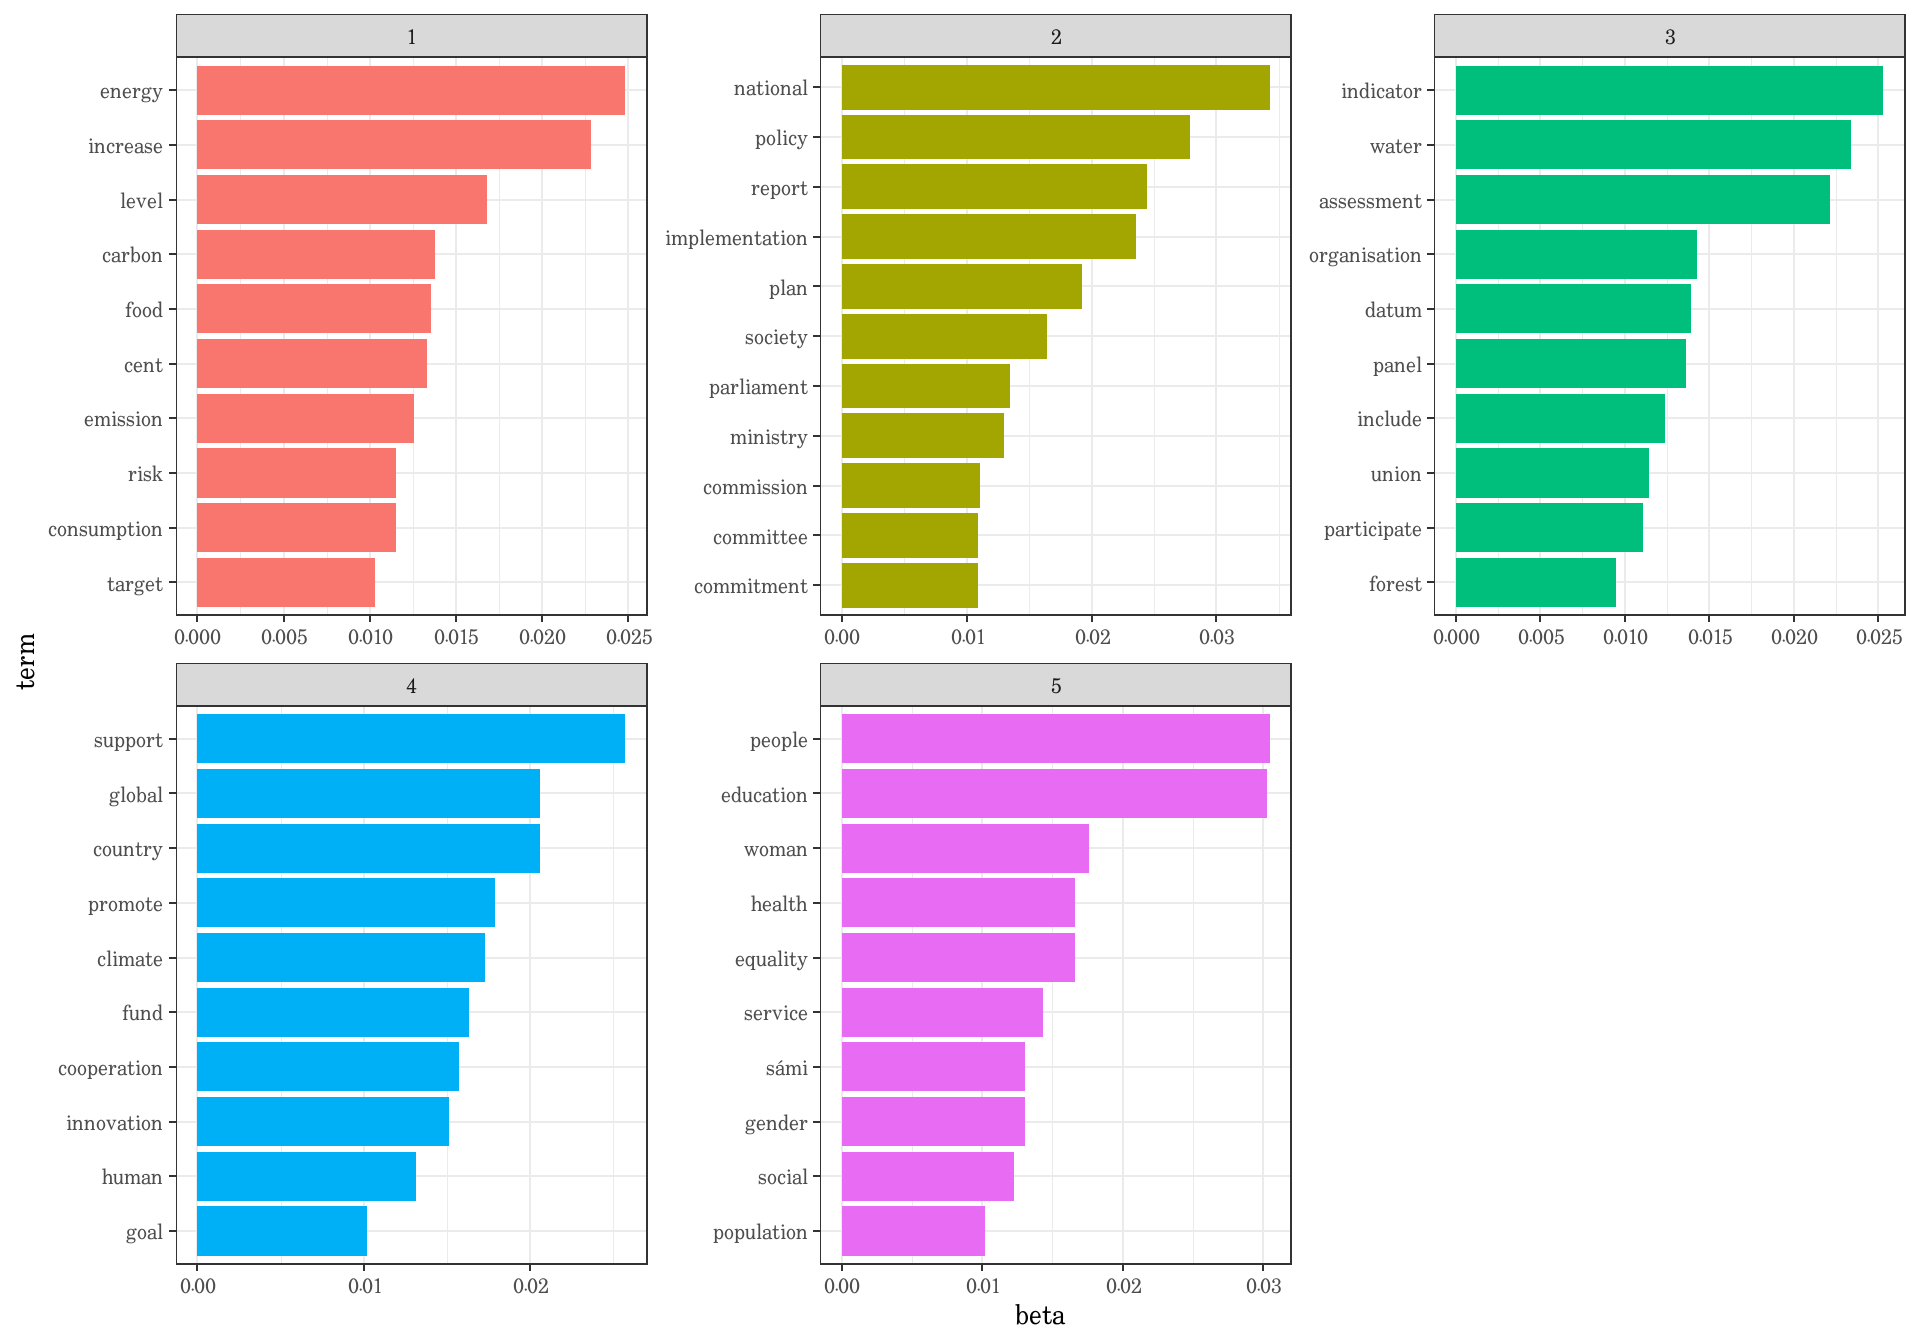 1
energy
increase
level
carbon
food
cent
emission
risk
consumption
target
0.000 0.005 0.010 0.015 0.020 0.025
2
national
policy
report
implementation
plan
society
parliament
ministry
commission
committee
commitment
0.00 0.01 0.02 0.03
3
indicator
water
assessment
organisation
datum
panel
include
union
participate
forest
0.000 0.005 0.010 0.015 0.020 0.025
term
4
support
global
country
promote
climate
fund
cooperation
innovation
human
goal
0.00 0.01 0.02
5
people
education
woman
health
equality
service
sámi
gender
social
population
0.00 0.01 0.02 0.03
beta